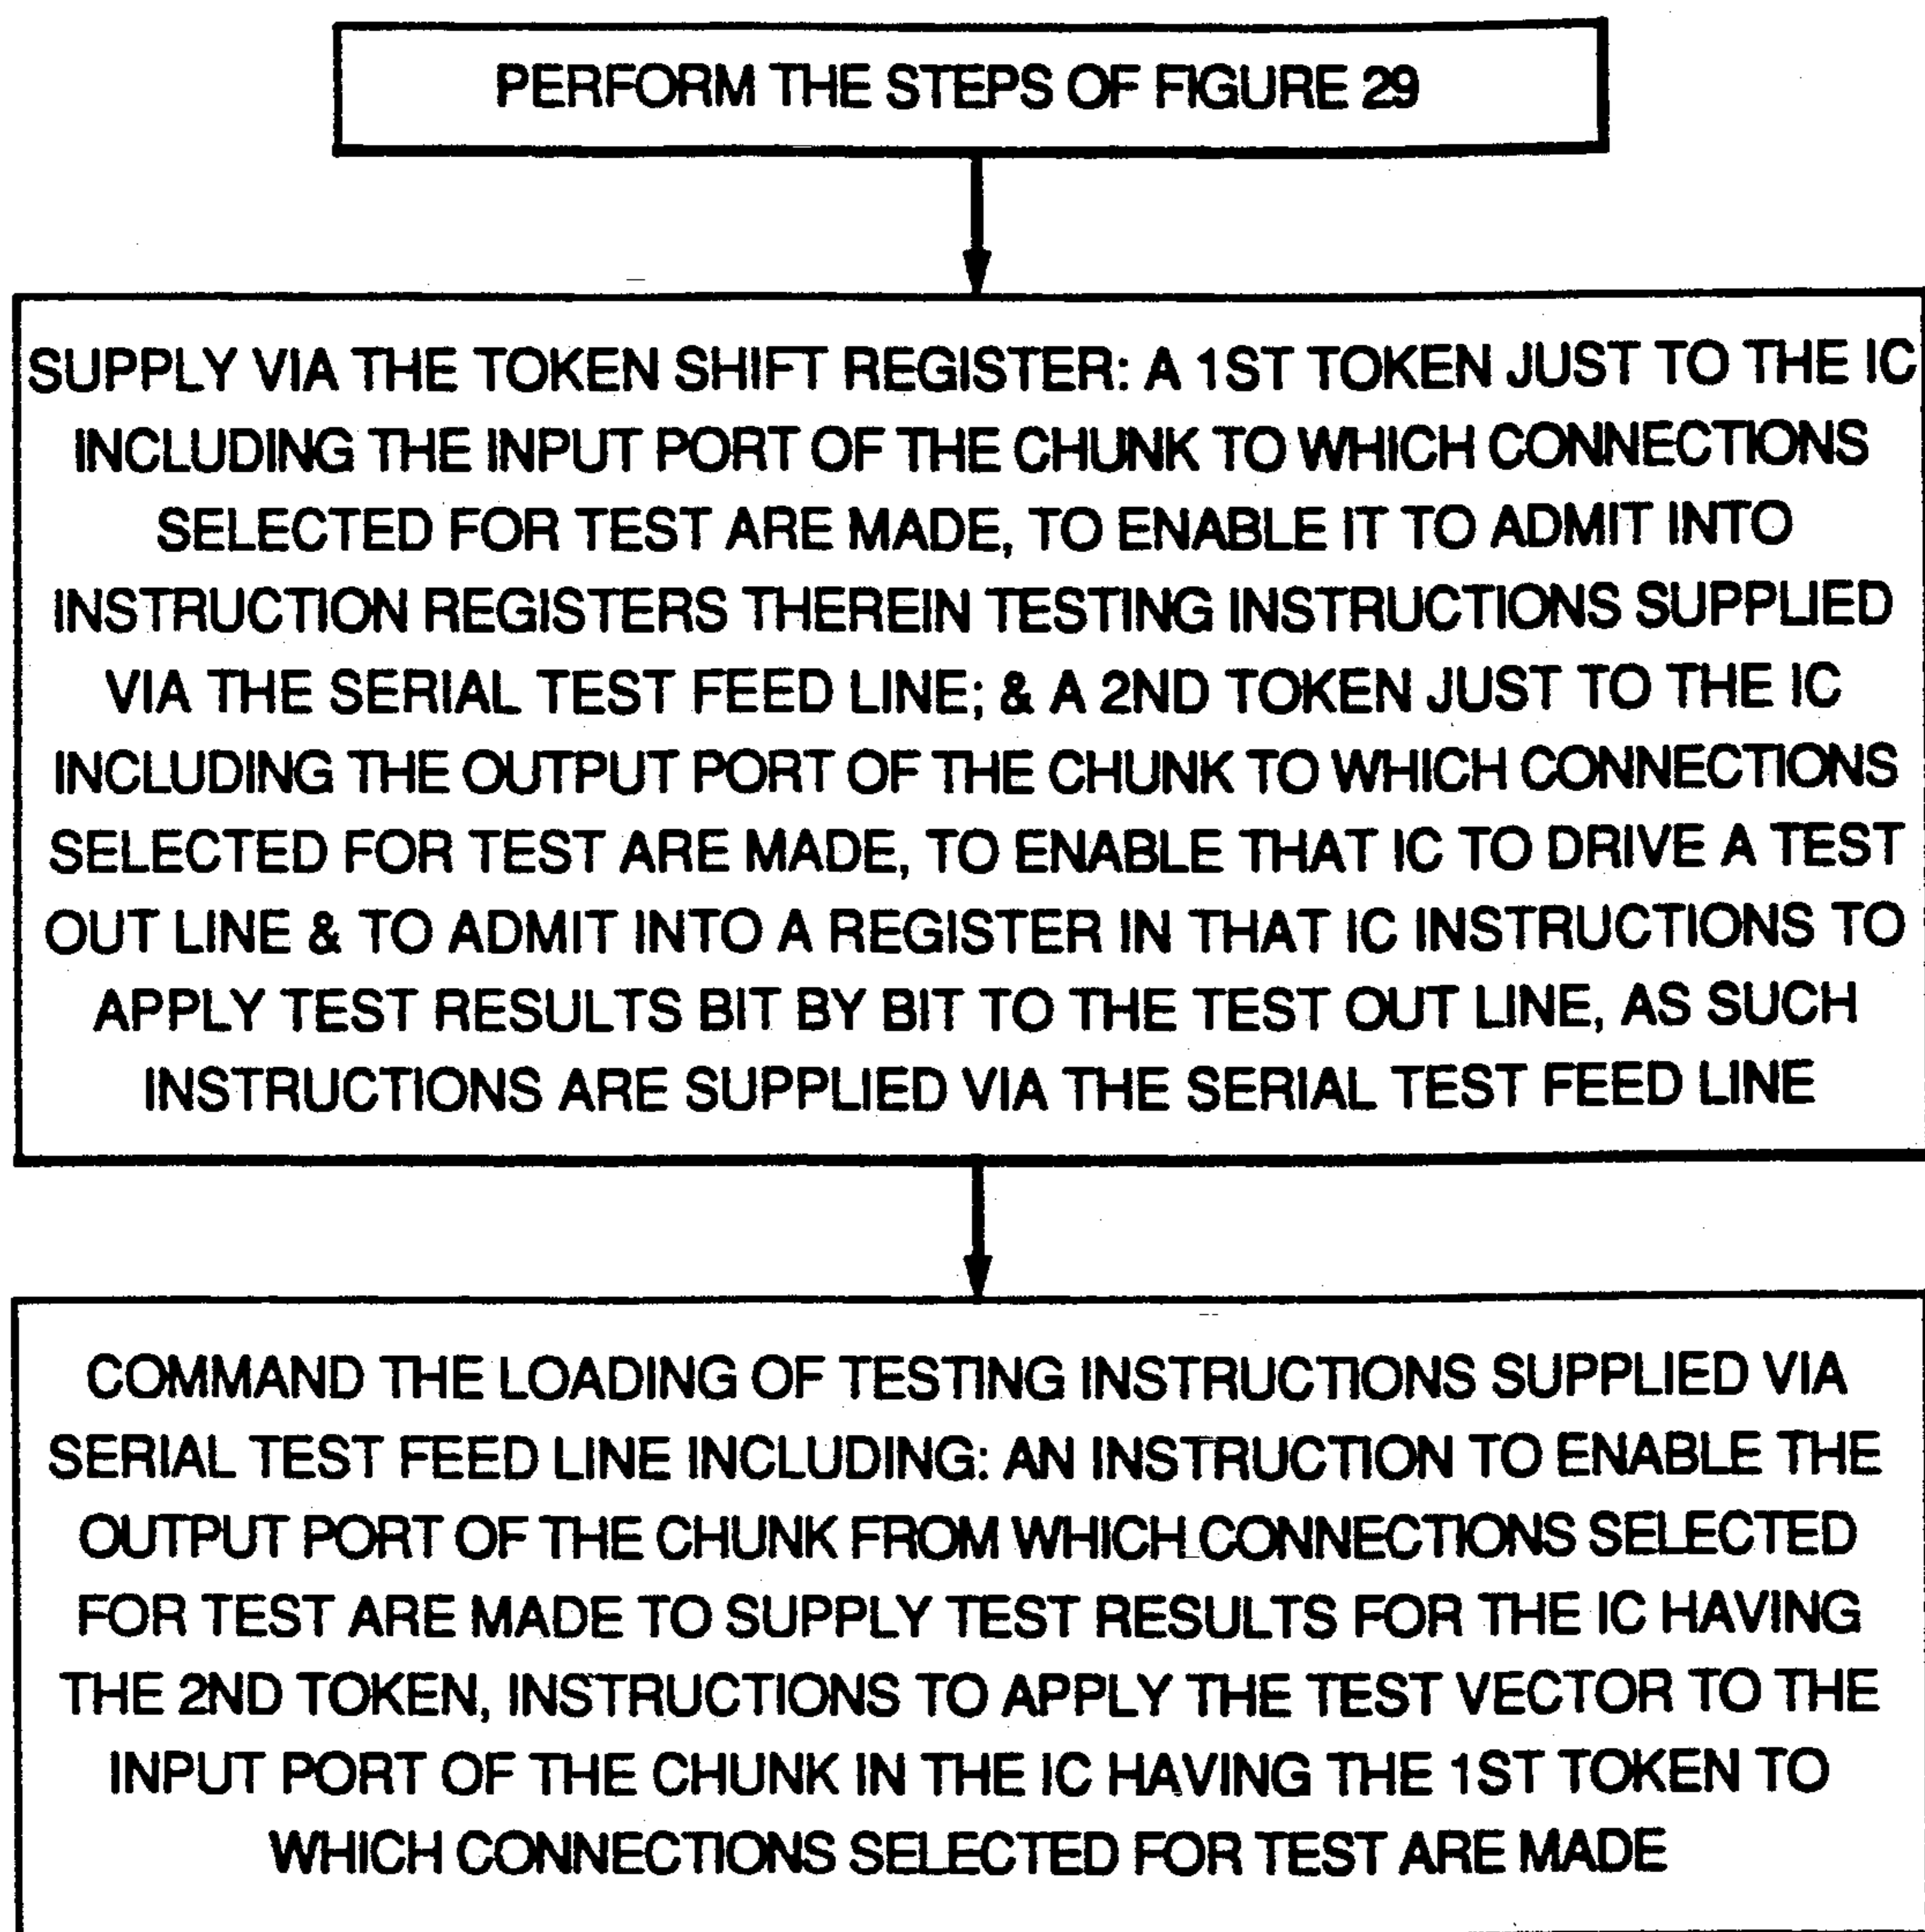 PERFORM THE STEPS OF FIGURE 29
SUPPLY VIA THE TOKEN SHIFT REGISTER: A 1ST TOKEN JUST TO THE IC
INCLUDING THE INPUT PORT OF THE CHUNK TO WHICH CONNECTIONS
SELECTED FOR TEST ARE MADE, TO ENABLE IT TO ADMIT INTO
INSTRUCTION REGISTERS THEREIN TESTING INSTRUCTIONS SUPPLIED
VIA THE SERIAL TEST FEED LINE; & A 2ND TOKEN JUST TO THE IC
INCLUDING THE OUTPUT PORT OF THE CHUNK TO WHICH CONNECTIONS
SELECTED FOR TEST ARE MADE, TO ENABLE THAT IC TO DRIVE A TEST
OUT LINE & TO ADMIT INTO A REGISTER IN THAT IC INSTRUCTIONS TO
APPLY TEST RESULTS BIT BY BIT TO THE TEST OUT LINE, AS SUCH
INSTRUCTIONS ARE SUPPLIED VIA THE SERIAL TEST FEED LINE
COMMAND THE LOADING OF TESTING INSTRUCTIONS SUPPLIED VIA
SERIAL TEST FEED LINE INCLUDING: AN INSTRUCTION TO ENABLE THE
OUTPUT PORT OF THE CHUNK FROM WHICH CONNECTIONS SELECTED
FOR TEST ARE MADE TO SUPPLY TEST RESULTS FOR THE IC HAVING
THE 2ND TOKEN, INSTRUCTIONS TO APPLY THE TEST VECTOR TO THE
INPUT PORT OF THE CHUNK IN THE IC HAVING THE 1ST TOKEN TO
WHICH CONNECTIONS SELECTED FOR TEST ARE MADE